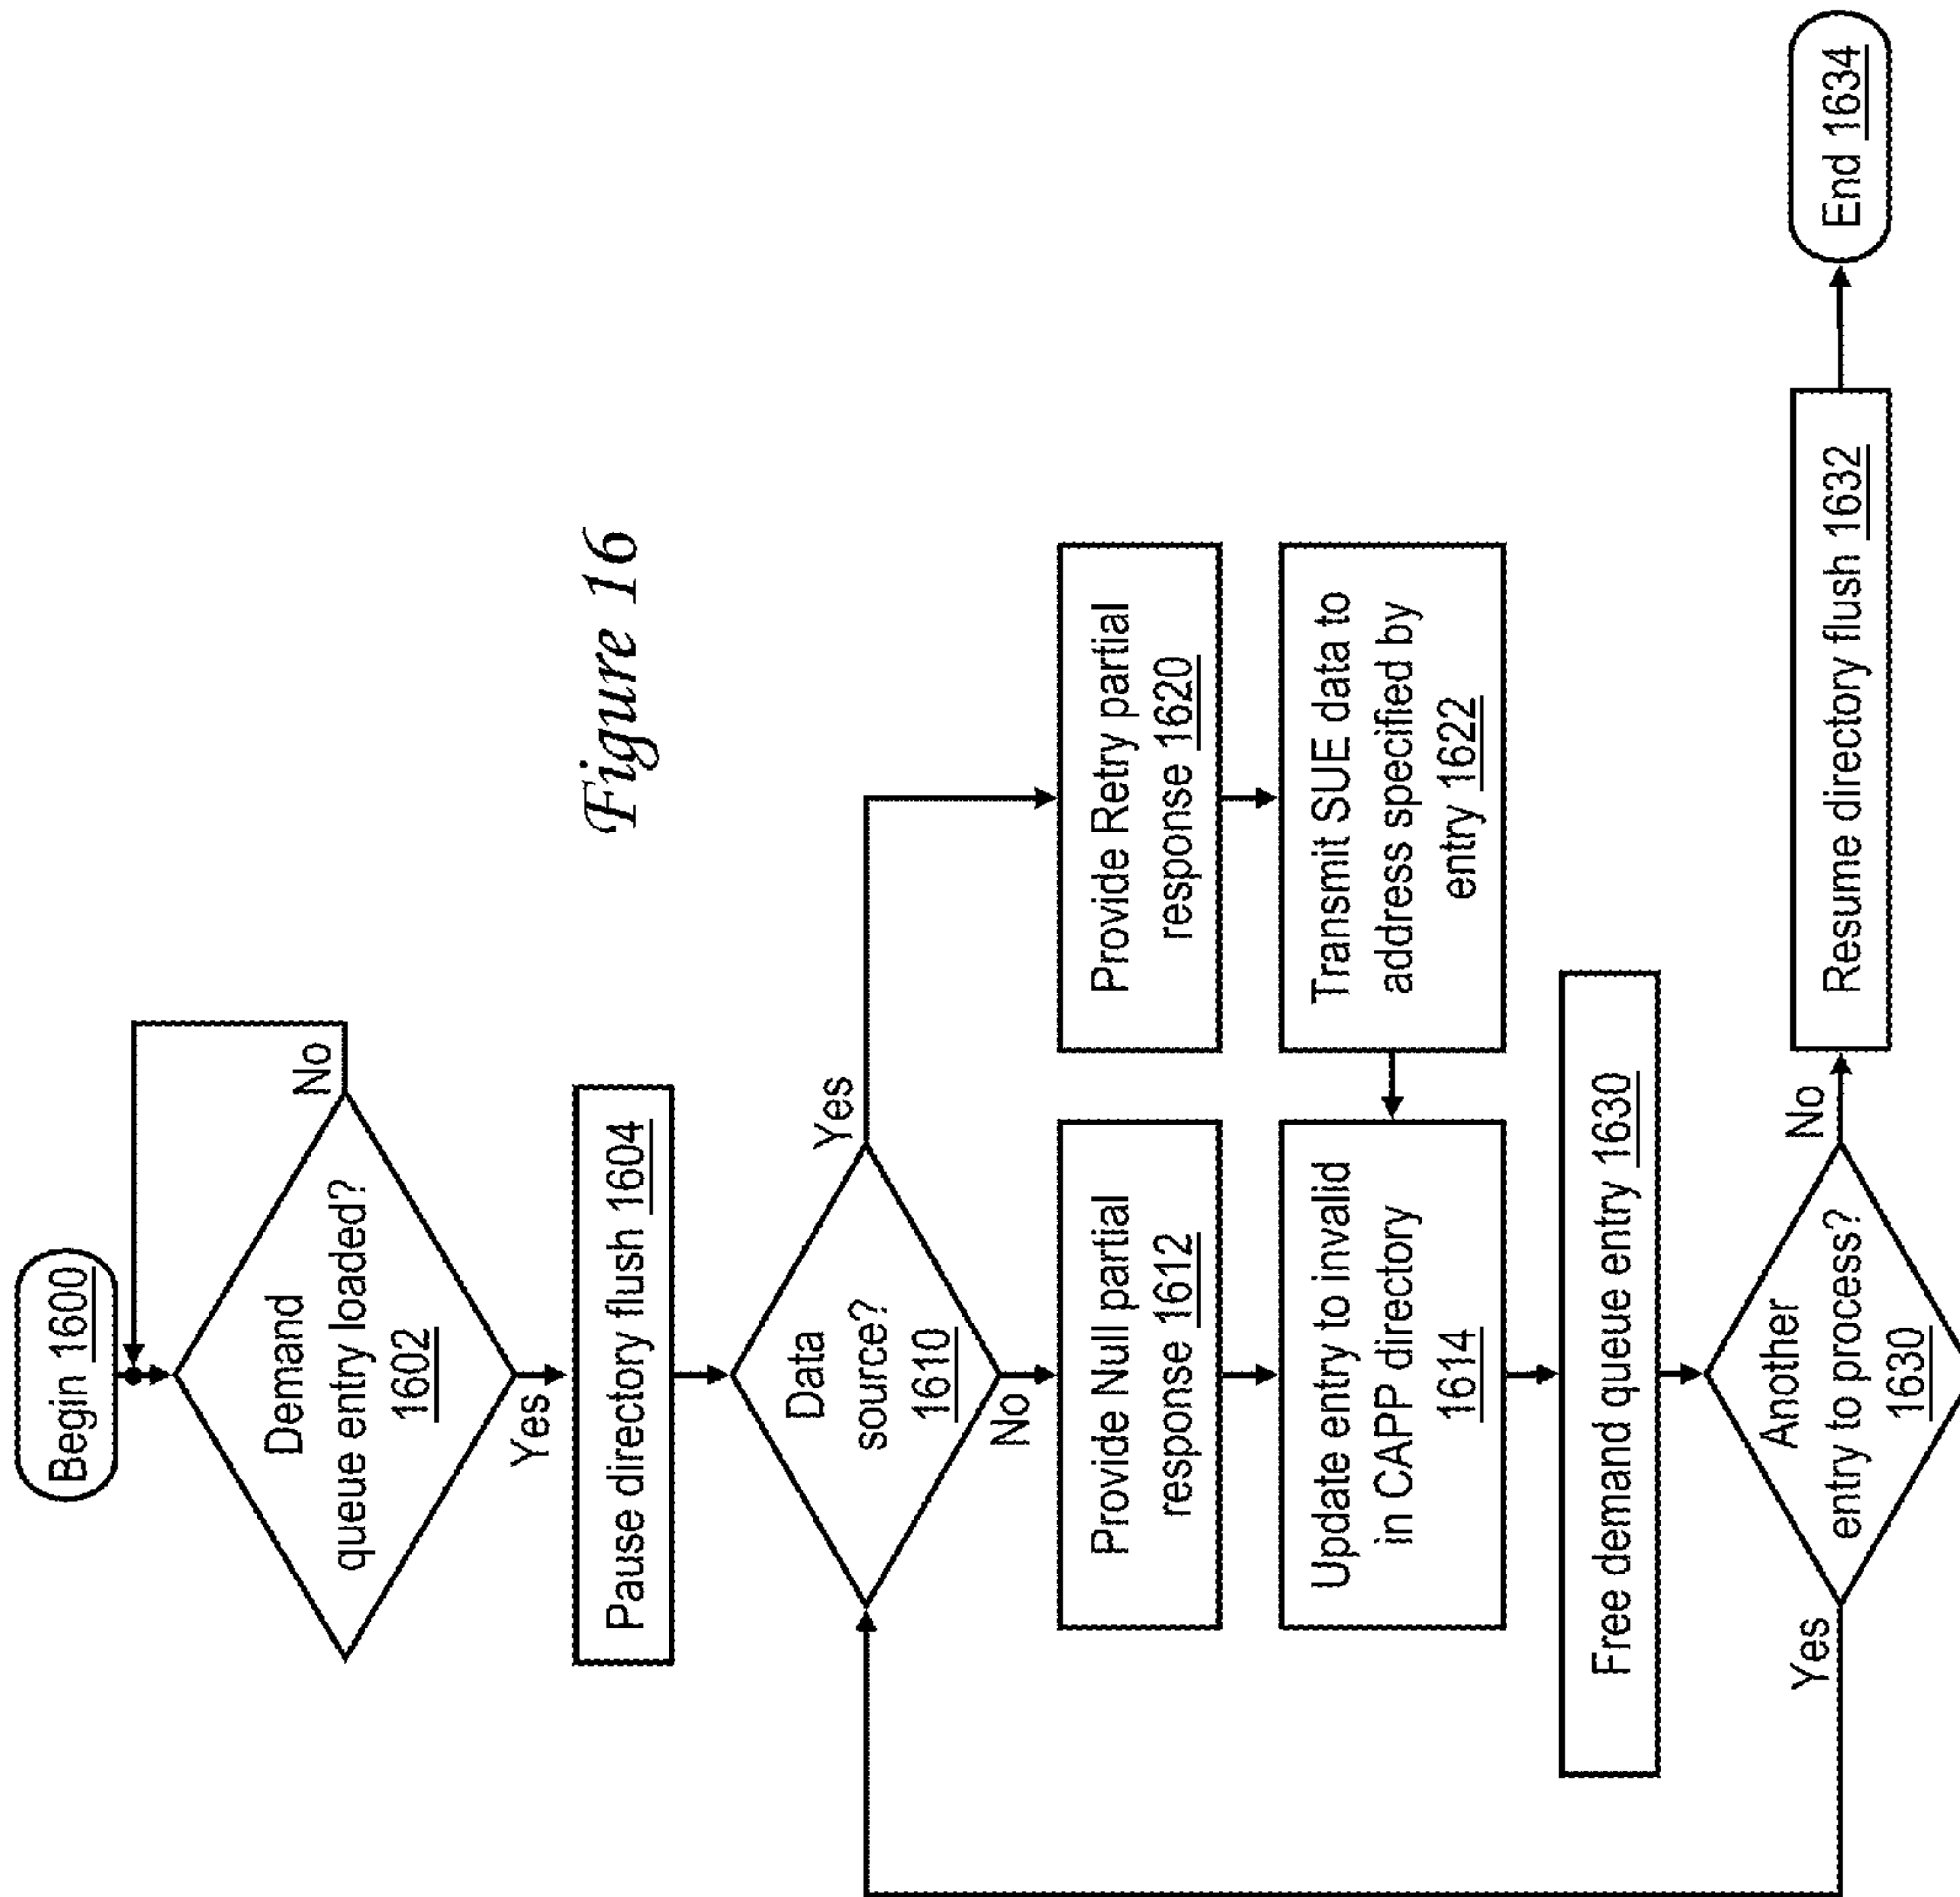 Begin 1600
Demand
queue entry loaded?
1602
No
Yes
Pause directory flush 1604
Data
source?
1610
Yes
No
Provide Null partial
response 1612
Provide Retry partial
response 1620
Update entry to invalid
in CAPP directory
1614
Transmit SUE data to
address specified by
entry 1622
Free demand queue entry 1630
Another
entry to process?
1630
Yes
No
Resume directory flush 1632
End 1634
Figure 16